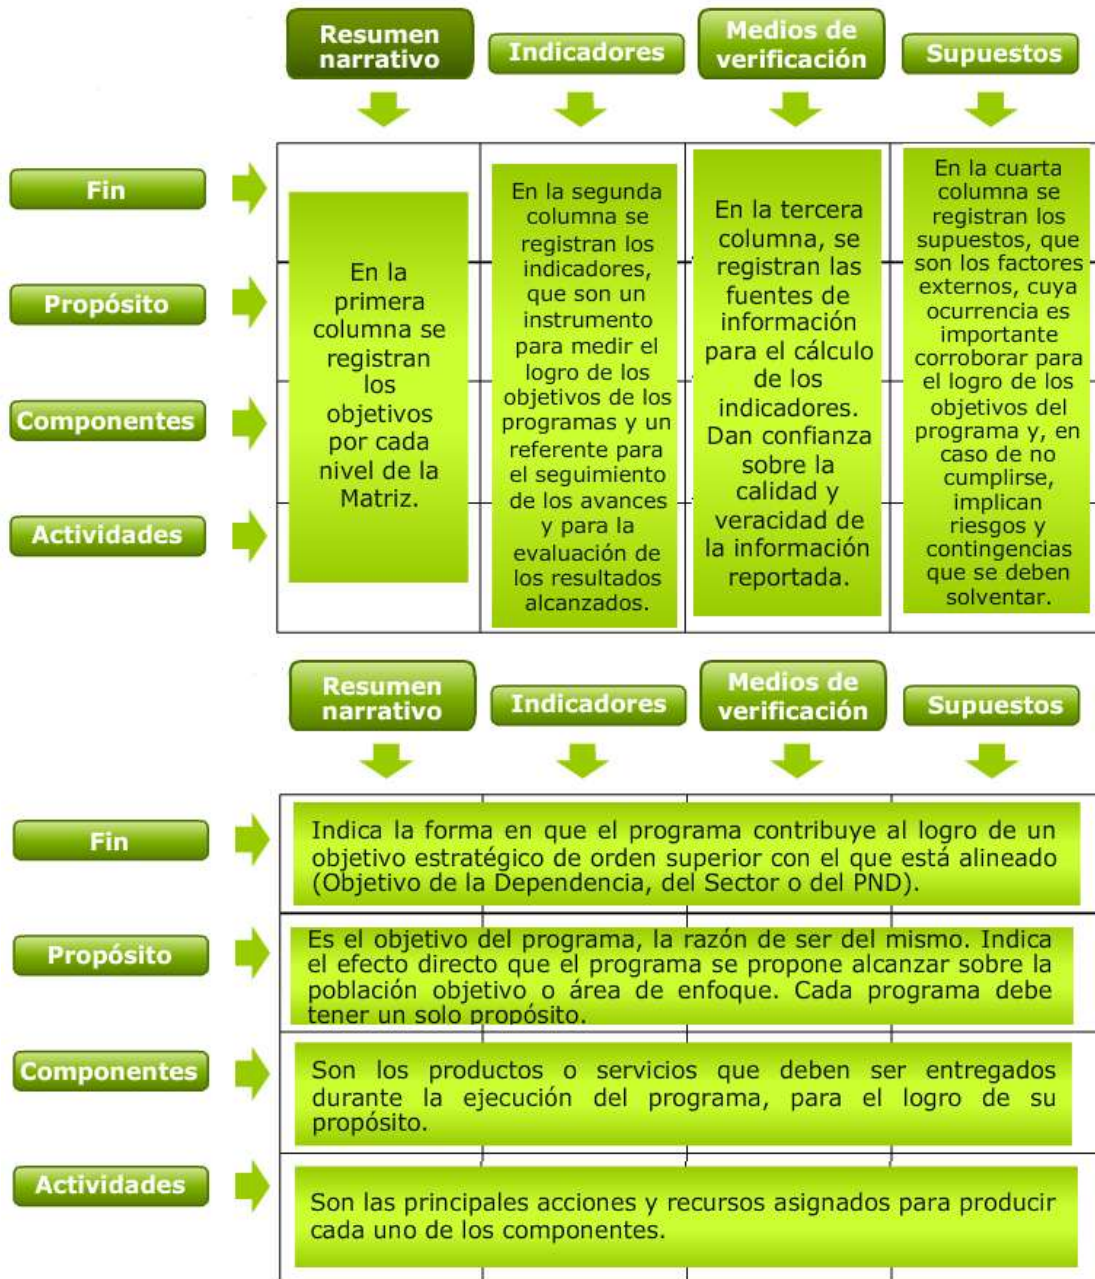 Resumen
narrativo
Indicadores
Medios de
verificación
Supuestos
Fin
Propósito
Componentes
Actividades
En la
primera
columna se
registran
los
objetivos
por cada
nivel de la
Matriz.
En la segunda
columna se
registran los
indicadores,
que son un
instrumento
para medir el
logro de los
objetivos de los
programas y un
referente para
el seguimiento
de los avances
y para la
evaluación de
los resultados
alcanzados.
En la tercera
columna, se
registran las
fuentes de
información
para el cálculo
de los
indicadores.
Dan confianza
sobre la
calidad y
veracidad de
la información
reportada.
En la cuarta
columna se
registran los
supuestos, que
son los factores
externos, cuya
ocurrencia es
importante
corroborar para
el logro de los
objetivos del
programa y, en
caso de no
cumplirse,
implican
riesgos y
contingencias
que se deben
solventar.
Resumen
narrativo
Indicadores
Medios de
verificación
Supuestos
Fin
Indica la forma en que el programa contribuye al logro de un
objetivo estratégico de orden superior con el que está alineado
(Objetivo de la Dependencia, del Sector o del PND).
Propósito
Es el objetivo del programa, la razón de ser del mismo. Indica
el efecto directo que el programa se propone alcanzar sobre la
población objetivo o área de enfoque. Cada programa debe
tener un solo propósito.
Componentes
Son los productos o servicios que deben ser entregados
durante la ejecución del programa, para el logro de su
propósito.
Actividades
Son las principales acciones y recursos asignados para producir
cada uno de los componentes.